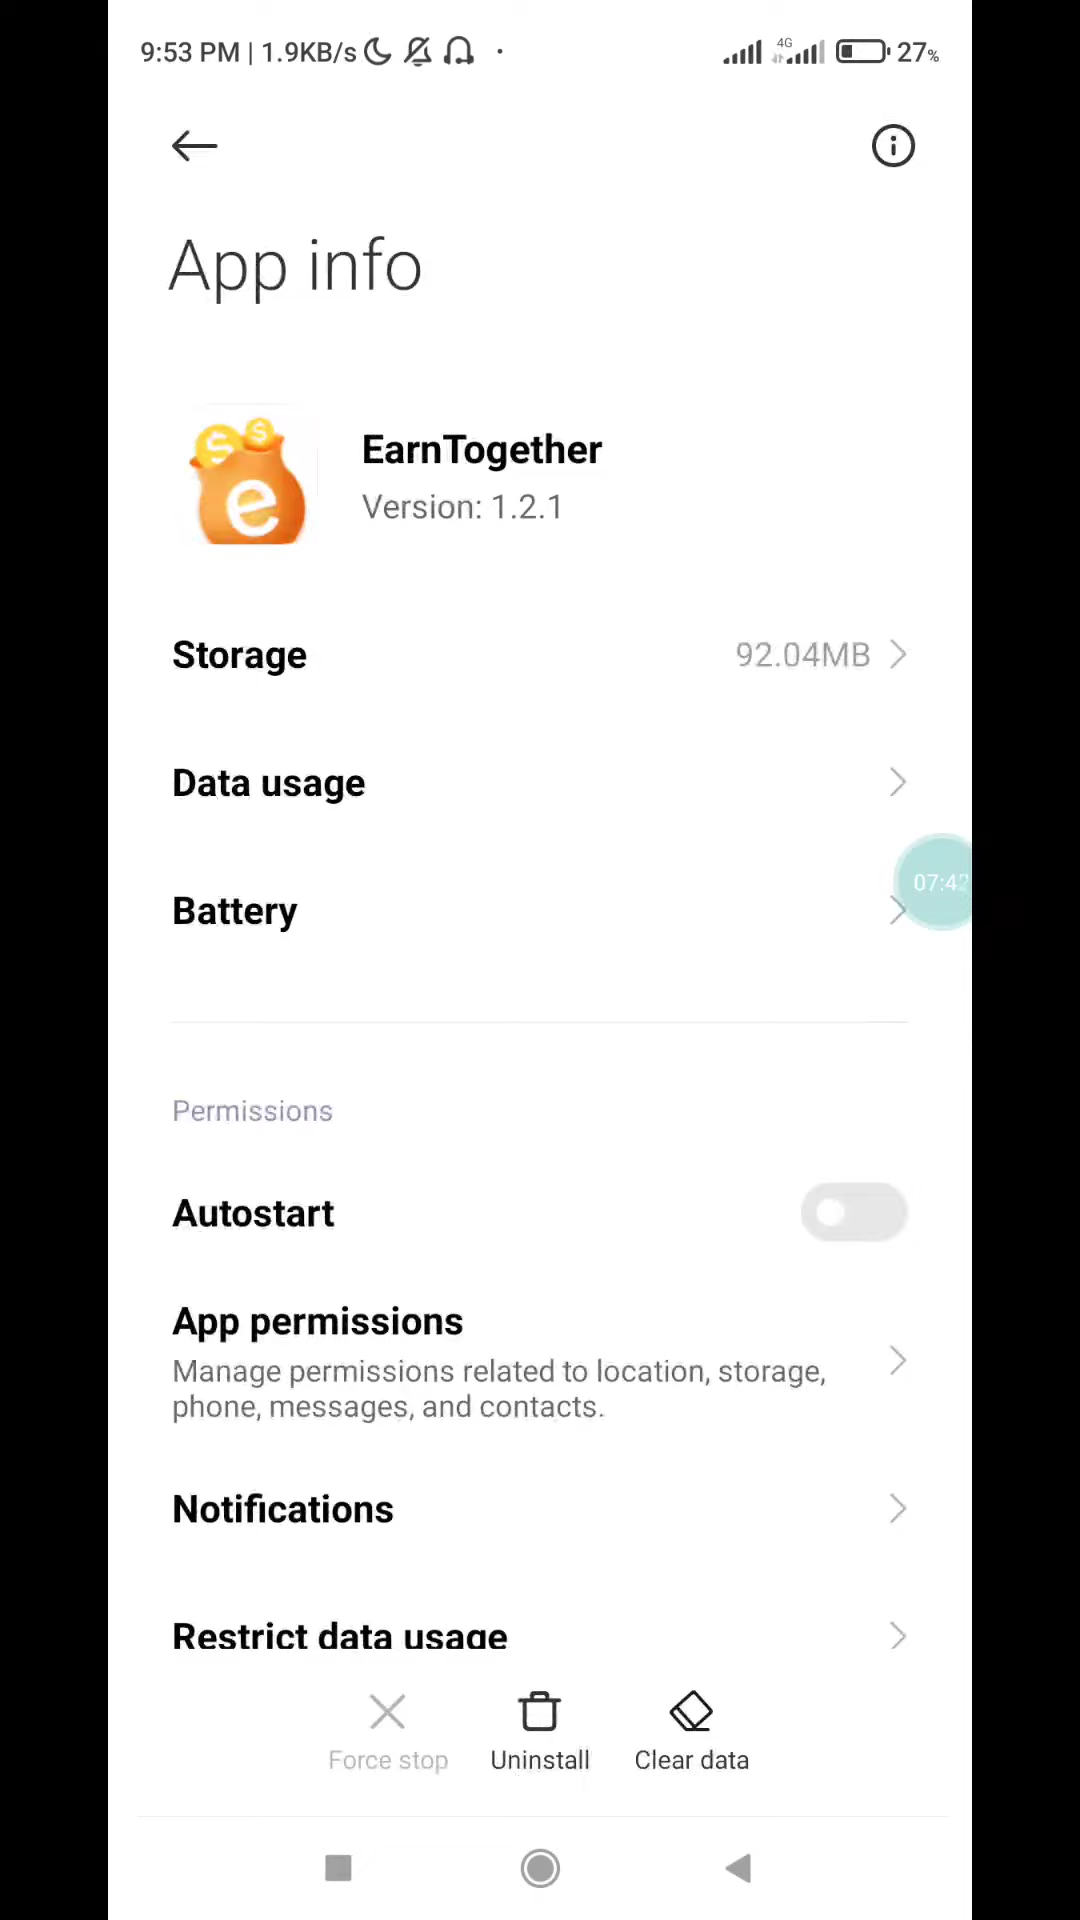 9:53 PM | 1.9KB/s 4G 27%
App info
EarnTogether
Version: 1.2.1
Storage 92.04MB
Data usage
07:42
Battery
Permissions
Autostart
App permissions
Manage permissions related to location, storage,
phone, messages, and contacts.
Notifications
Restrict data usage
Force stop Uninstall Clear data